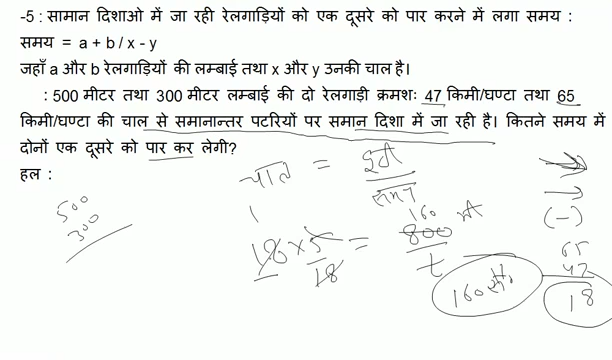 -5 : सामान दिशाओ में जा रही रेलगाड़ियों को एक दूसरे को पार करने में लगा समय :
समय = a + b / x - y
जहाँ a और b रेलगाड़ियों की लम्बाई तथा x और y उनकी चाल है।
: 500 मीटर तथा 300 मीटर लम्बाई की दो रेलगाड़ी क्रमशः 47 किमी/घण्टा तथा 65
किमी/घण्टा की चाल से समानान्तर पटरियों पर समान दिशा में जा रही है। कितने समय में
दोनों एक दूसरे को पार कर लेगी?
हल :
चाल = दूरी / समय
500
300
18 × 5 / 18 = 800 / t
160
160 से०
(-)
65
47
18